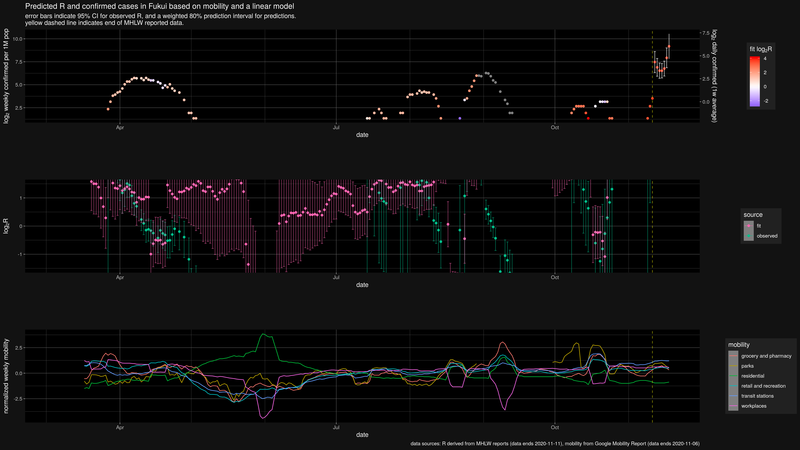 Predicted R and confirmed cases in Fukui based on mobility and a linear model
error bars indicate 95% CI for observed R, and a weighted 80% prediction interval for predictions.
yellow dashed line indicates end of MHLW reported data.
log₂ weekly confirmed per 1M pop
10.0
7.5
5.0
2.5
7.5
5.0
2.5
0.0
log₂ daily confirmed (1w average)
Apr
Jul
Oct
date
fit log₂R
4
2
0
-2
log₂R
1
0
-1
Apr
Jul
Oct
date
source
fit
observed
normalised weekly mobility
2.5
0.0
-2.5
Apr
Jul
Oct
date
mobility
grocery and pharmacy
parks
residential
retail and recreation
transit stations
workplaces
data sources: R derived from MHLW reports (data ends 2020-11-11), mobility from Google Mobility Report (data ends 2020-11-06)